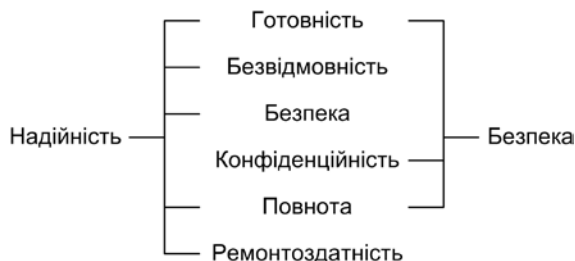 Готовність
Безвідмовність
Безпека
Надійність
Безпека
Конфіденційність
Повнота
Ремонтоздатність